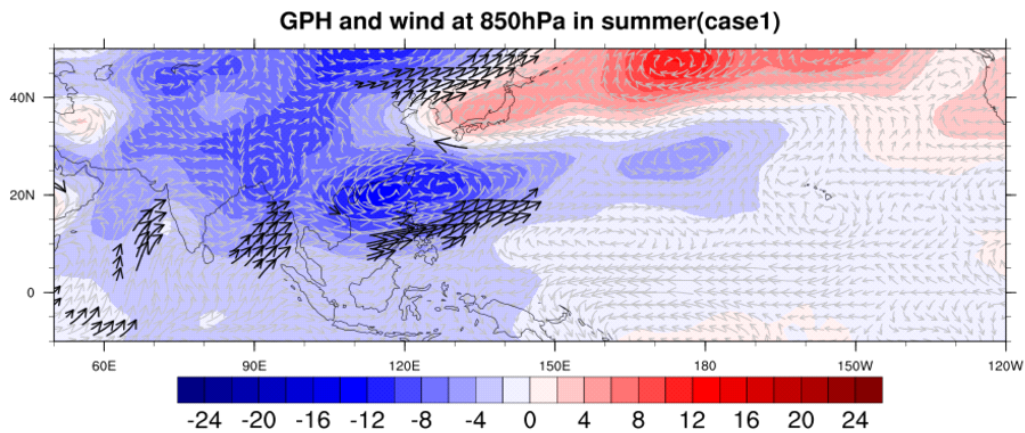 GPH and wind at 850hPa in summer(case1)
40N
20N
0
60E 90E 120E 150E 180 150W 120W
-24 -20 -16 -12 -8 -4 0 4 8 12 16 20 24